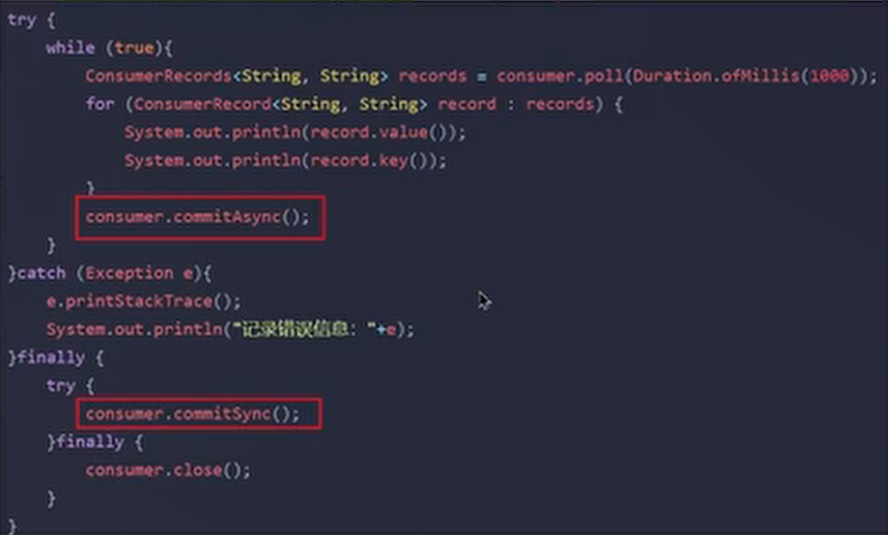 try {
    while (true){
        ConsumerRecords<String, String> records = consumer.poll(Duration.ofMillis(1000));
        for (ConsumerRecord<String, String> record : records) {
            System.out.println(record.value());
            System.out.println(record.key());
        }
        consumer.commitAsync();
    }
}catch (Exception e){
    e.printStackTrace();
    System.out.println("记录错误信息: "+e);
}finally {
    try {
        consumer.commitSync();
    }finally {
        consumer.close();
    }
}